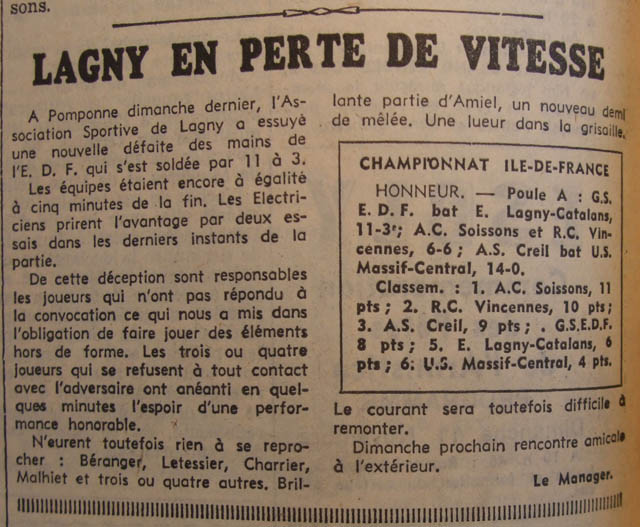 sons.
LAGNY EN PERTE DE VITESSE
A Pomponne dimanche dernier, l'As-
sociation Sportive de Lagny a essuyé
une nouvelle défaite des mains de
l'E. D. F. qui s'est soldée par 11 à 3.
Les équipes étaient encore à égalité
à cinq minutes de la fin. Les Electri-
ciens prirent l'avantage par deux es-
sais dans les derniers instants de la
partie.
De cette déception sont responsables
les joueurs qui n'ont pas répondu à
la convocation ce qui nous a mis dans
l'obligation de faire jouer des éléments
hors de forme. Les trois ou quatre
joueurs qui se refusent à tout contact
avec l'adversaire ont anéanti en quel-
ques minutes l'espoir d'une perfor-
mance honorable.
N'eurent toutefois rien à se repro-
cher : Béranger, Letessier, Charrier,
Malhiet et trois ou quatre autres. Bril-
lante partie d'Amiel, un nouveau demi
de mêlée. Une lueur dans la grisaille.
CHAMPIONNAT ILE-DE-FRANCE
HONNEUR. — Poule A : G.S.
E. D. F. bat E. Lagny-Catalans,
11-3 ; A.C. Soissons et R.C. Vin-
cennes, 6-6 ; A.S. Creil bat U.S.
Massif-Central, 14-0.
Classem. : 1. A.C. Soissons, 11
pts ; 2. R.C. Vincennes, 10 pts ;
3. A.S. Creil, 9 pts ; . G.S.E.D.F.
8 pts ; 5. E. Lagny-Catalans, 6
pts ; 6. U.S. Massif-Central, 4 pts.
Le courant sera toutefois difficile à
remonter.
Dimanche prochain rencontre amicale
à l'extérieur.
Le Manager.